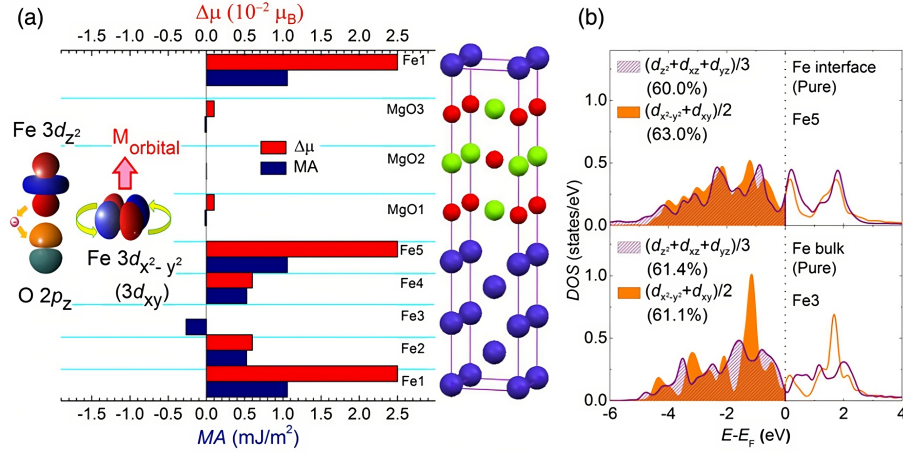 (a)
Δμ (10⁻² μB)
-1.5 -1.0 -0.5 0.0 0.5 1.0 1.5 2.0 2.5
Fe1
MgO3
MgO2
MgO1
Fe5
Fe4
Fe3
Fe2
Fe1
Δμ
MA
Fe 3dz²
Morbital
Fe 3dx²- y²
(3dxy)
O 2pz
-1.5 -1.0 -0.5 0.0 0.5 1.0 1.5 2.0 2.5
MA (mJ/m²)
(b)
(dz²+dxz+dyz)/3
(60.0%)
(dx²-y²+dxy)/2
(63.0%)
Fe interface
(Pure)
Fe5
1.0
0.5
0.0
(dz²+dxz+dyz)/3
(61.4%)
(dx²-y²+dxy)/2
(61.1%)
Fe bulk
(Pure)
Fe3
1.0
0.5
0.0
DOS (states/eV)
-6 -4 -2 0 2 4
E-EF (eV)